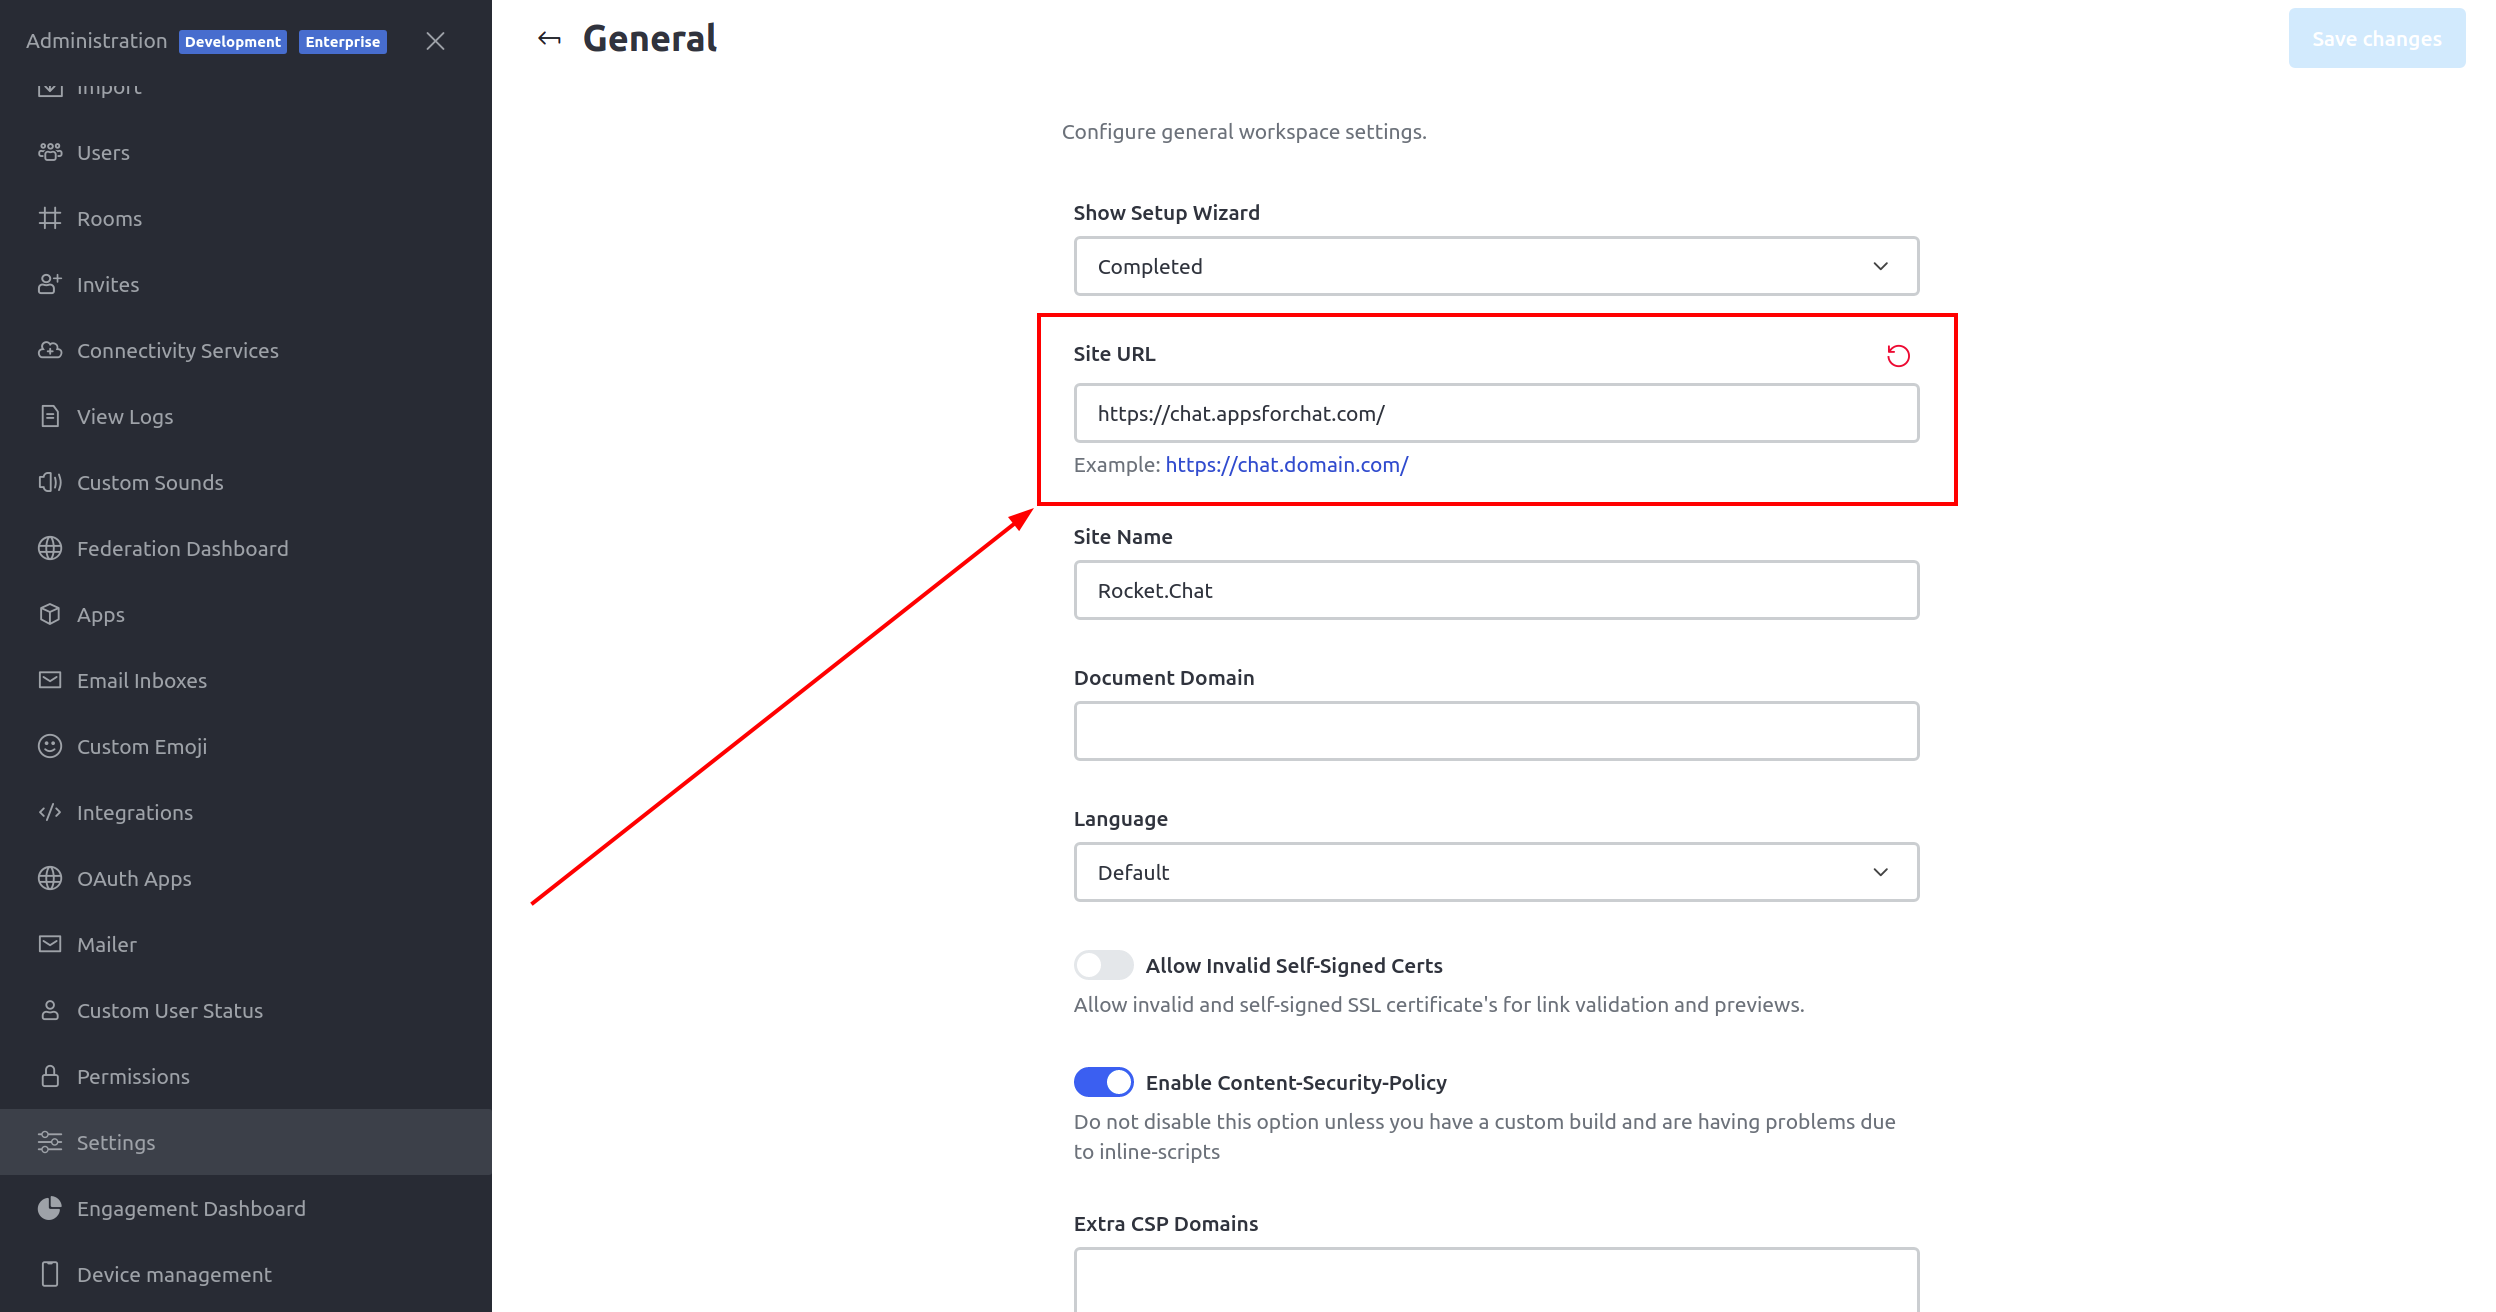 Administration Development Enterprise
Import
Users
Rooms
Invites
Connectivity Services
View Logs
Custom Sounds
Federation Dashboard
Apps
Email Inboxes
Custom Emoji
Integrations
OAuth Apps
Mailer
Custom User Status
Permissions
Settings
Engagement Dashboard
Device management
General
Save changes
Configure general workspace settings.
Show Setup Wizard
Completed
Site URL
https://chat.appsforchat.com/
Example: https://chat.domain.com/
Site Name
Rocket.Chat
Document Domain
Language
Default
Allow Invalid Self-Signed Certs
Allow invalid and self-signed SSL certificate's for link validation and previews.
Enable Content-Security-Policy
Do not disable this option unless you have a custom build and are having problems due
to inline-scripts
Extra CSP Domains